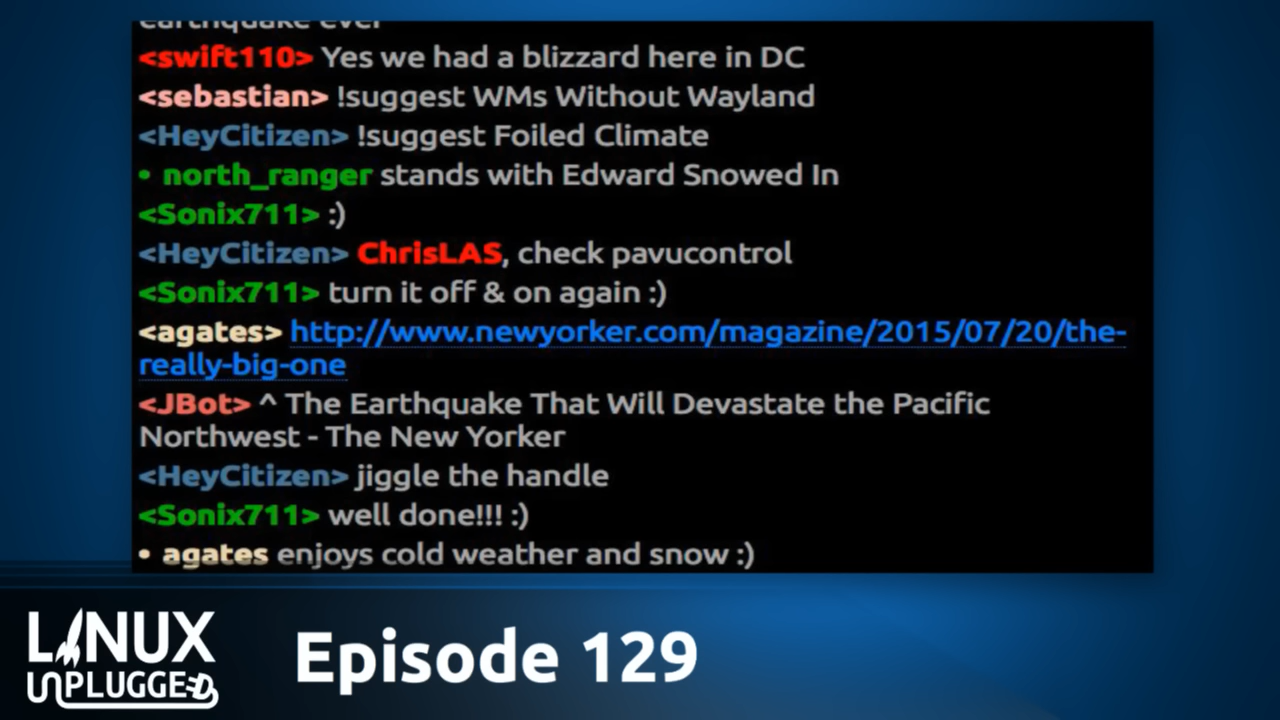 earthquake ever
<swift110> Yes we had a blizzard here in DC
<sebastian> !suggest WMs Without Wayland
<HeyCitizen> !suggest Foiled Climate
• north_ranger stands with Edward Snowed In
<Sonix711> :)
<HeyCitizen> ChrisLAS, check pavucontrol
<Sonix711> turn it off & on again :)
<agates> http://www.newyorker.com/magazine/2015/07/20/the-
really-big-one
<JBot> ^ The Earthquake That Will Devastate the Pacific
Northwest - The New Yorker
<HeyCitizen> jiggle the handle
<Sonix711> well done!!! :)
• agates enjoys cold weather and snow :)
LINUX
UNPLUGGED
Episode 129